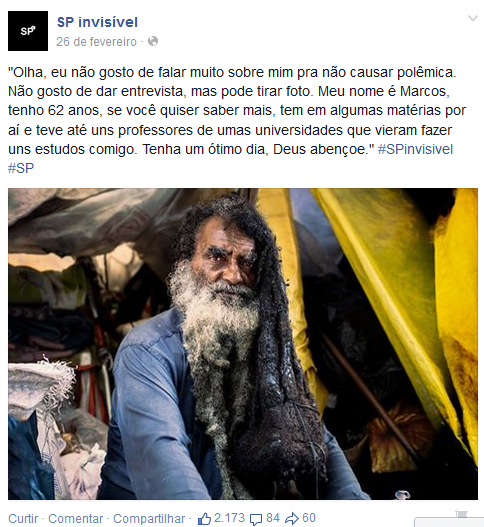 SP
SP invisível
26 de fevereiro ·
"Olha, eu não gosto de falar muito sobre mim pra não causar polêmica.
Não gosto de dar entrevista, mas pode tirar foto. Meu nome é Marcos,
tenho 62 anos, se você quiser saber mais, tem em algumas matérias por
aí e teve até uns professores de umas universidades que vieram fazer
uns estudos comigo. Tenha um ótimo dia, Deus abençoe." #SPinvisivel
#SP
Curtir · Comentar · Compartilhar · 2.173 84 60